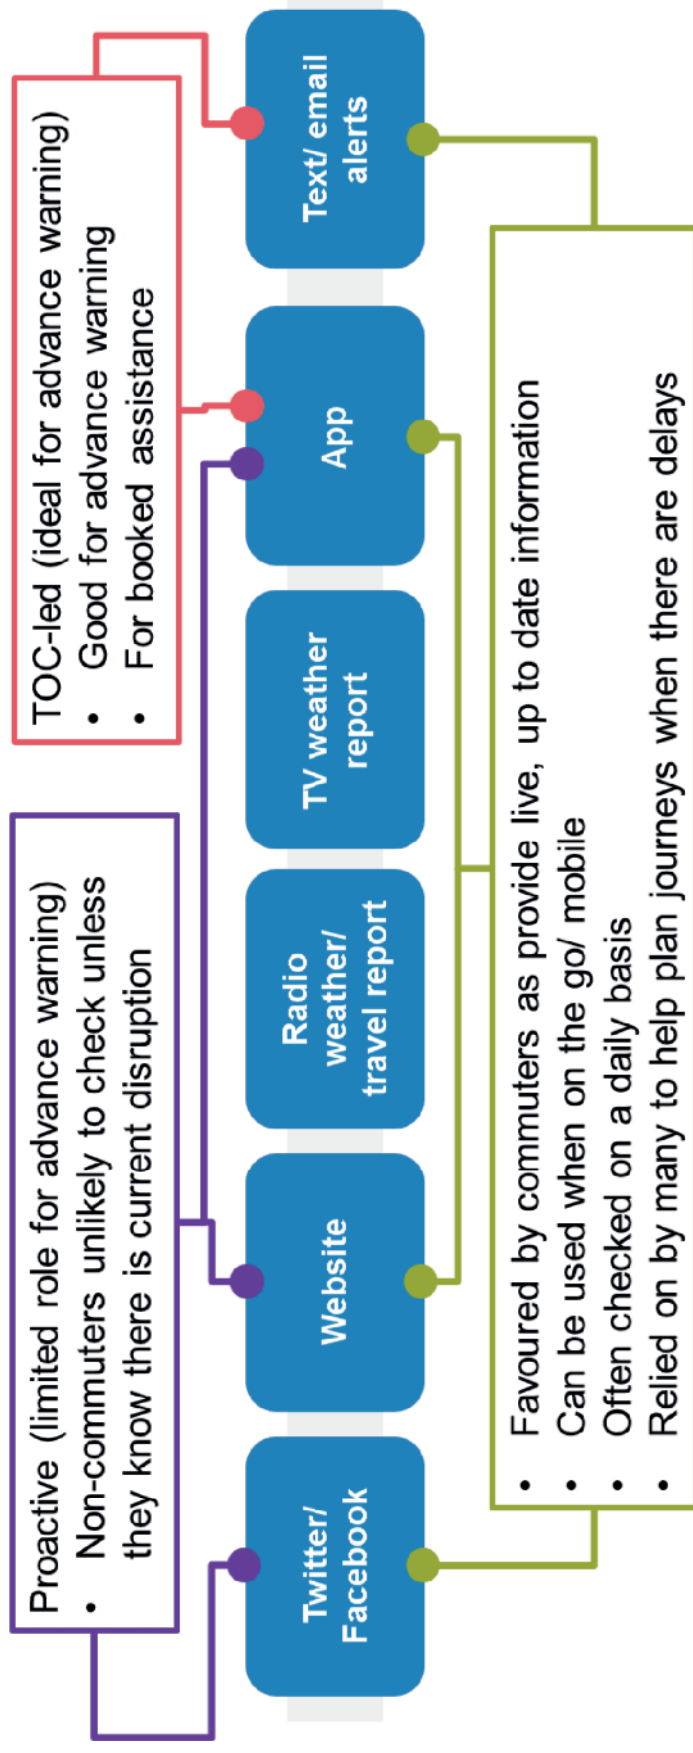 Proactive (limited role for advance warning)
• Non-commuters unlikely to check unless
they know there is current disruption
TOC-led (ideal for advance warning)
• Good for advance warning
• For booked assistance
Twitter/
Facebook
Website
Radio
weather/
travel report
TV weather
report
App
Text/ email
alerts
• Favoured by commuters as provide live, up to date information
• Can be used when on the go/ mobile
• Often checked on a daily basis
• Relied on by many to help plan journeys when there are delays